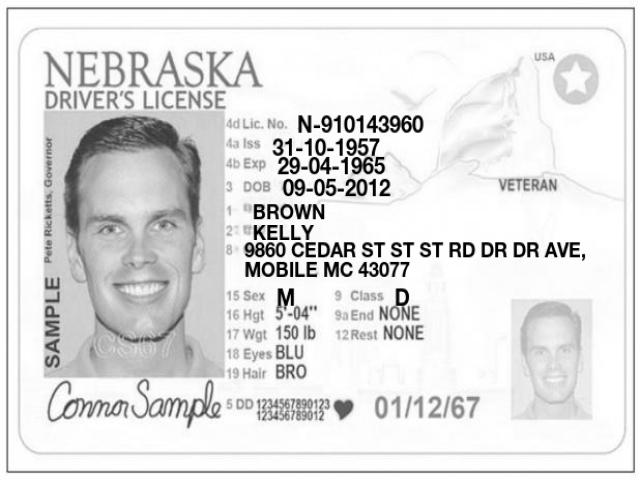 NEBRASKA
USA
DRIVER'S LICENSE
4d Lic. No. N-910143960
4a Iss 31-10-1957
4b Exp 29-04-1965
3 DOB 09-05-2012
VETERAN
1 BROWN
2 KELLY
8 9860 CEDAR ST ST ST RD DR DR AVE,
MOBILE MC 43077
15 Sex M 9 Class D
16 Hgt 5'-04" 9a End NONE
17 Wgt 150 lb 12 Rest NONE
18 Eyes BLU
19 Hair BRO
5 DD 1234567890123
123456789012
01/12/67
Pete Ricketts, Governor
SAMPLE
CS67
Connor Sample